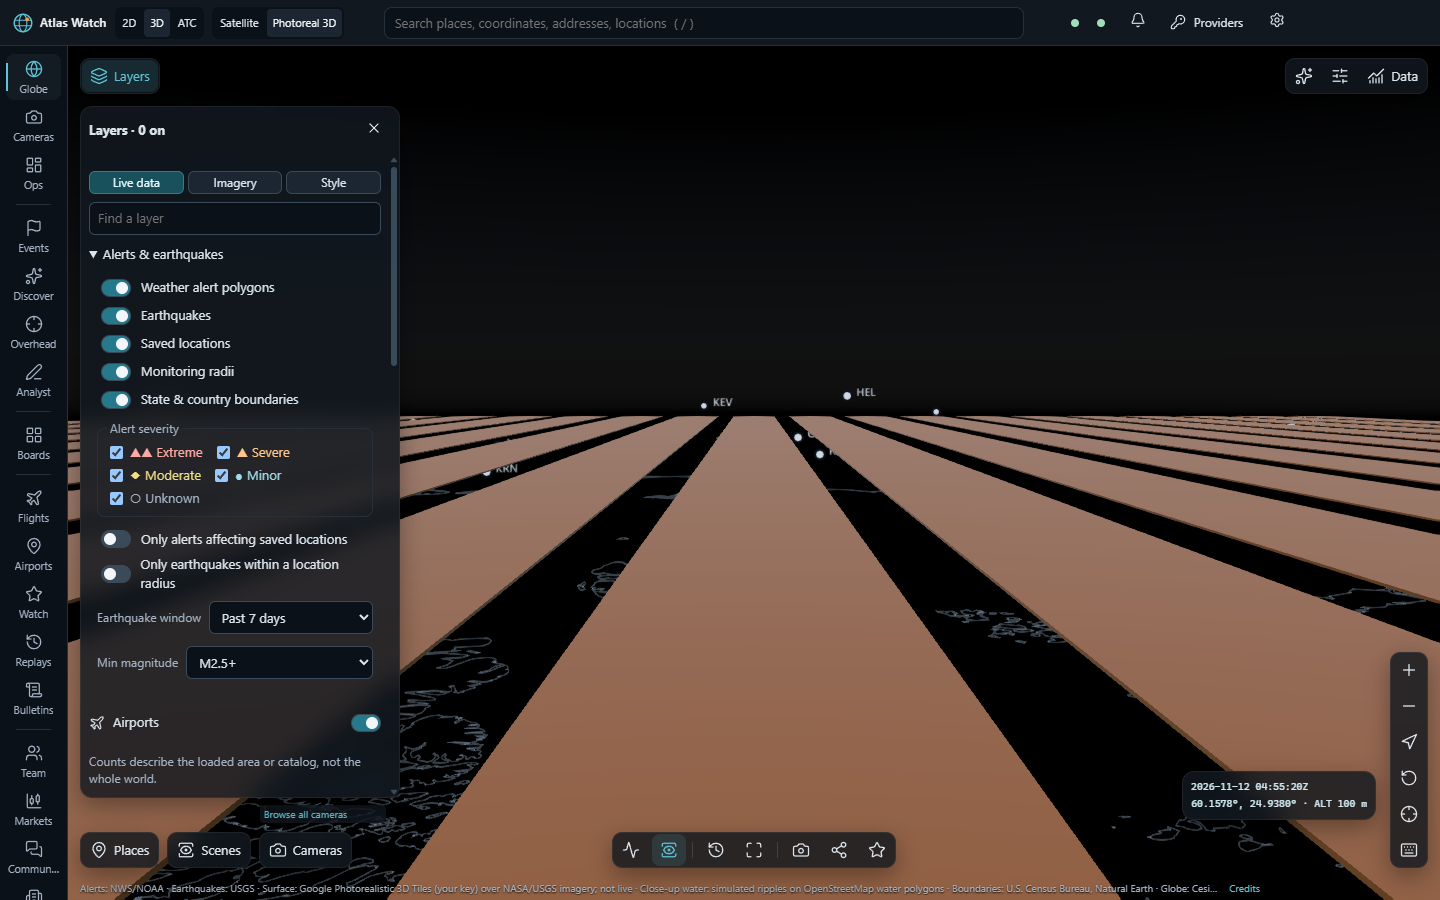 Atlas Watch
2D
3D
ATC
Satellite
Photoreal 3D
Search places, coordinates, addresses, locations ( / )
Providers
Globe
Cameras
Ops
Events
Discover
Overhead
Analyst
Boards
Flights
Airports
Watch
Replays
Bulletins
Team
Markets
Commun...
Layers
Data
Layers · 0 on
Live data
Imagery
Style
Find a layer
Alerts & earthquakes
Weather alert polygons
Earthquakes
Saved locations
Monitoring radii
State & country boundaries
Alert severity
Extreme
Severe
Moderate
Minor
Unknown
Only alerts affecting saved locations
Only earthquakes within a location
radius
Earthquake window
Past 7 days
Min magnitude
M2.5+
Airports
Counts describe the loaded area or catalog, not the
whole world.
KEV
HEL
KRN
2026-11-12 04:55:20Z
60.1578°, 24.9380° · ALT 100 m
Browse all cameras
Places
Scenes
Cameras
Alerts: NWS/NOAA · Earthquakes: USGS · Surface: Google Photorealistic 3D Tiles (your key) over NASA/USGS imagery; not live · Close-up water: simulated ripples on OpenStreetMap water polygons · Boundaries: U.S. Census Bureau, Natural Earth · Globe: Cesi...
Credits